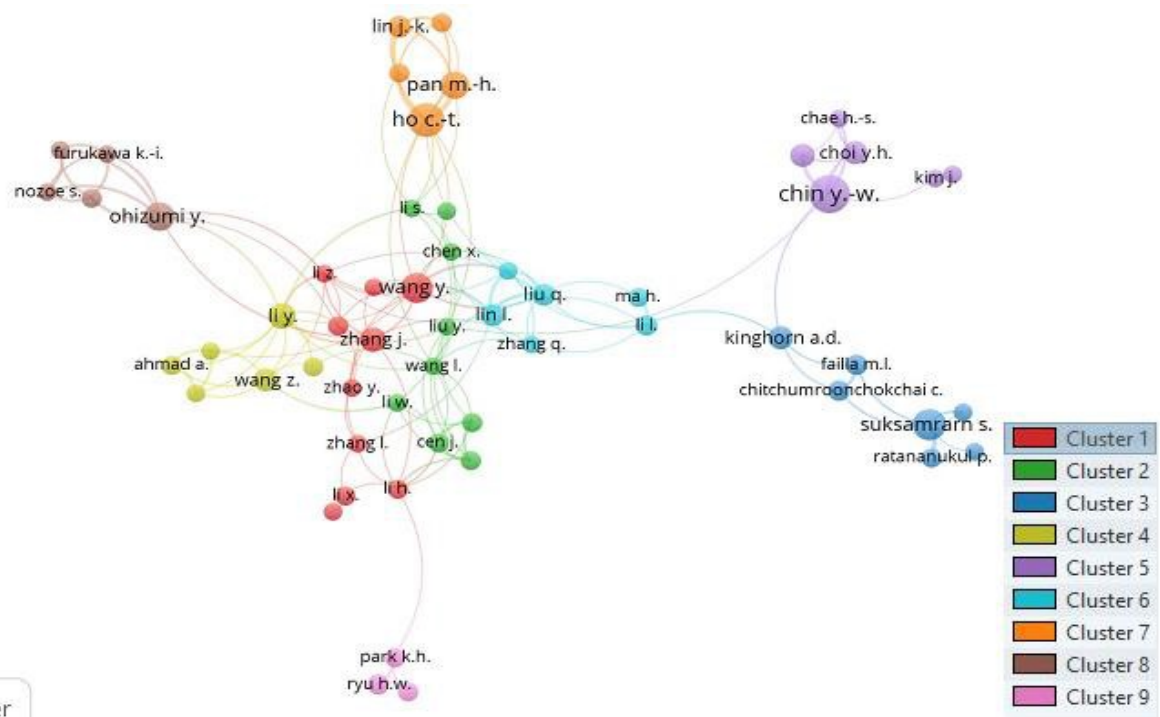 lin j.-k.
pan m.-h.
ho c.-t.
chae h.-s.
choi y.h.
kim j.
chin y.-w.
furukawa k.-i.
nozoe s.
ohizumi y.
li s.
chen x.
li z.
wang y.
liu q.
ma h.
li y.
lin l.
li l.
liu y.
zhang j.
zhang q.
kinghorn a.d.
ahmad a.
wang z.
wang l.
failla m.l.
zhao y.
chitchumroonchokchai c.
li w.
suksamrarn s.
zhang l.
cen j.
ratananukul p.
li x.
li h.
park k.h.
ryu h.w.
er
Cluster 1
Cluster 2
Cluster 3
Cluster 4
Cluster 5
Cluster 6
Cluster 7
Cluster 8
Cluster 9